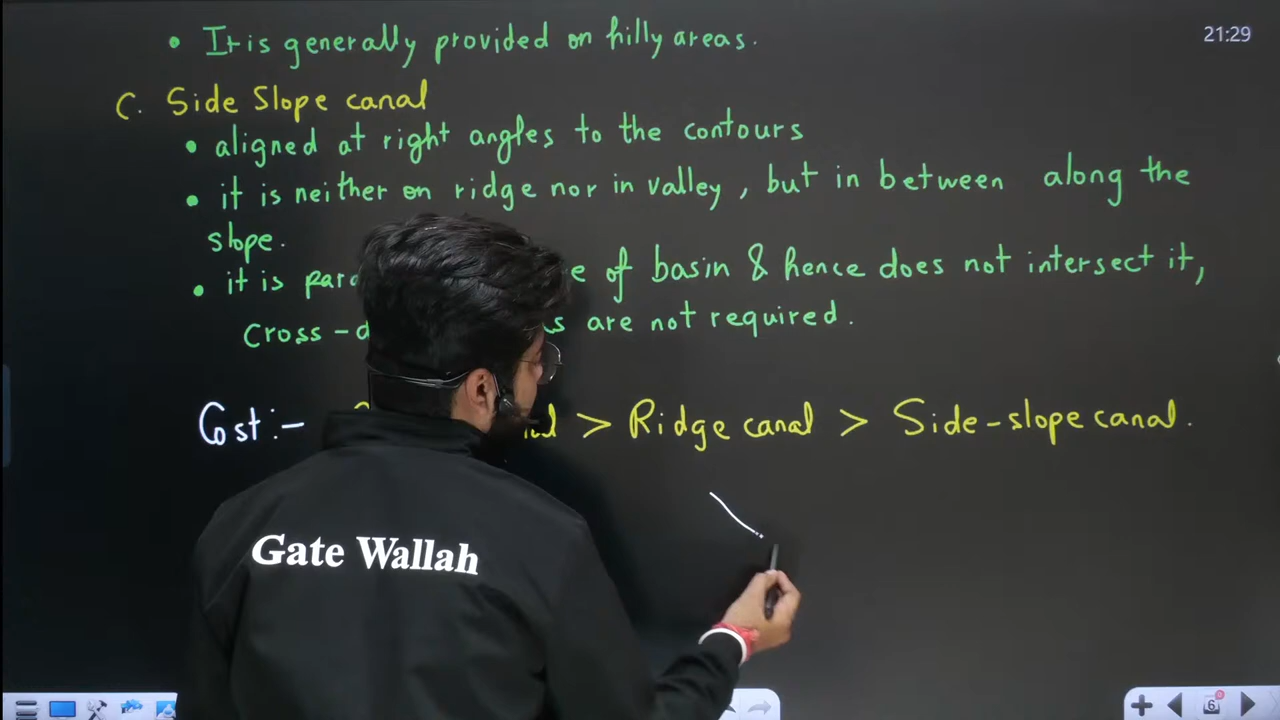 • It is generally provided on hilly areas.
21:29
C. Side Slope canal
• aligned at right angles to the contours
• it is neither on ridge nor in valley, but in between along the
slope.
• it is of basin & hence does not intersect it,
are not required.
Cost:- > Ridge canal > Side-slope canal.
Gate Wallah
6